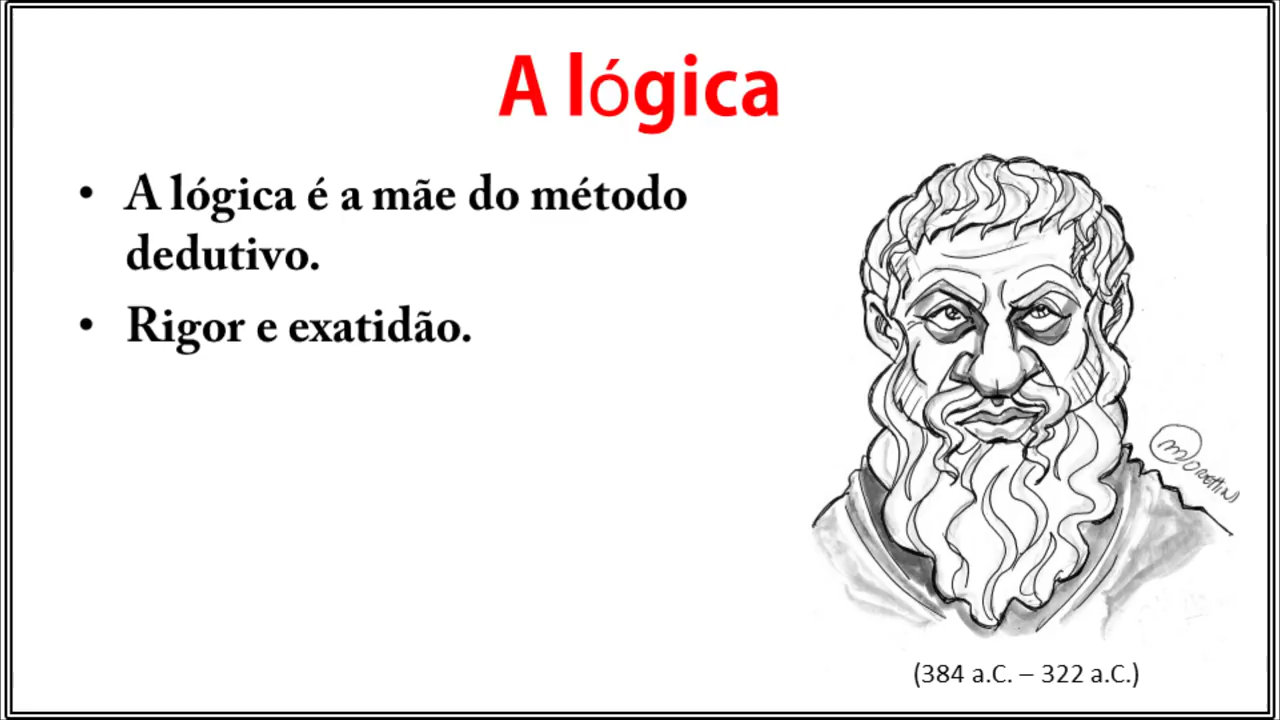 A lógica
• A lógica é a mãe do método
dedutivo.
• Rigor e exatidão.
(384 a.C. – 322 a.C.)